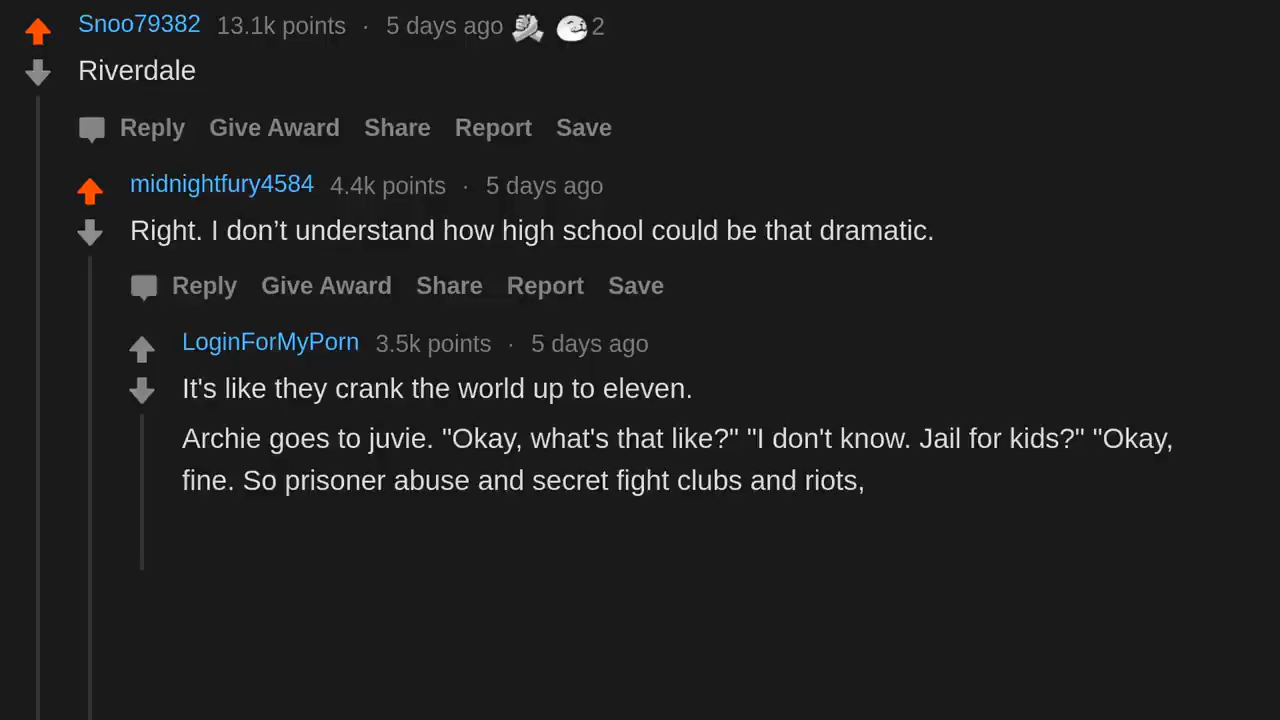 Snoo79382 13.1k points · 5 days ago 2
Riverdale
Reply Give Award Share Report Save
midnightfury4584 4.4k points · 5 days ago
Right. I don’t understand how high school could be that dramatic.
Reply Give Award Share Report Save
LoginForMyPorn 3.5k points · 5 days ago
It's like they crank the world up to eleven.
Archie goes to juvie. "Okay, what's that like?" "I don't know. Jail for kids?" "Okay,
fine. So prisoner abuse and secret fight clubs and riots,